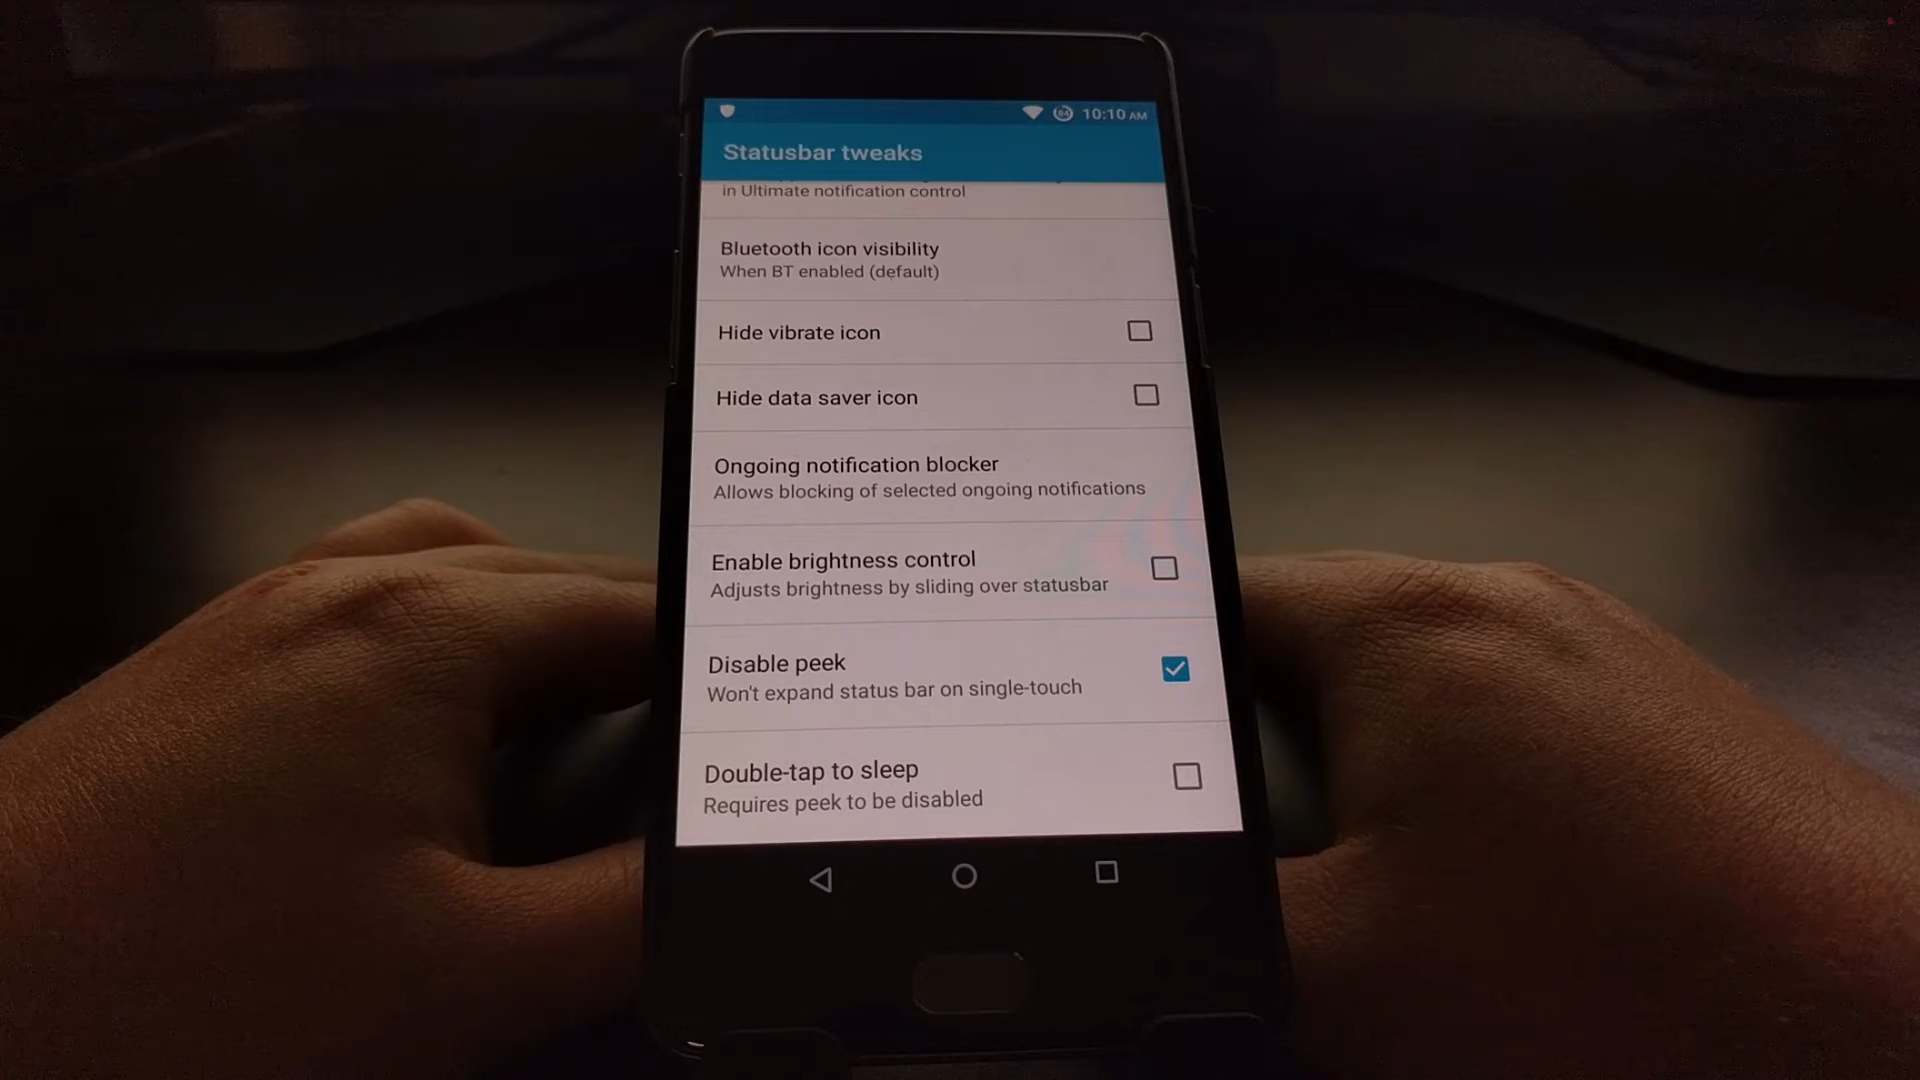 10:10 AM
Statusbar tweaks
in Ultimate notification control
Bluetooth icon visibility
When BT enabled (default)
Hide vibrate icon
Hide data saver icon
Ongoing notification blocker
Allows blocking of selected ongoing notifications
Enable brightness control
Adjusts brightness by sliding over statusbar
Disable peek
Won't expand status bar on single-touch
Double-tap to sleep
Requires peek to be disabled